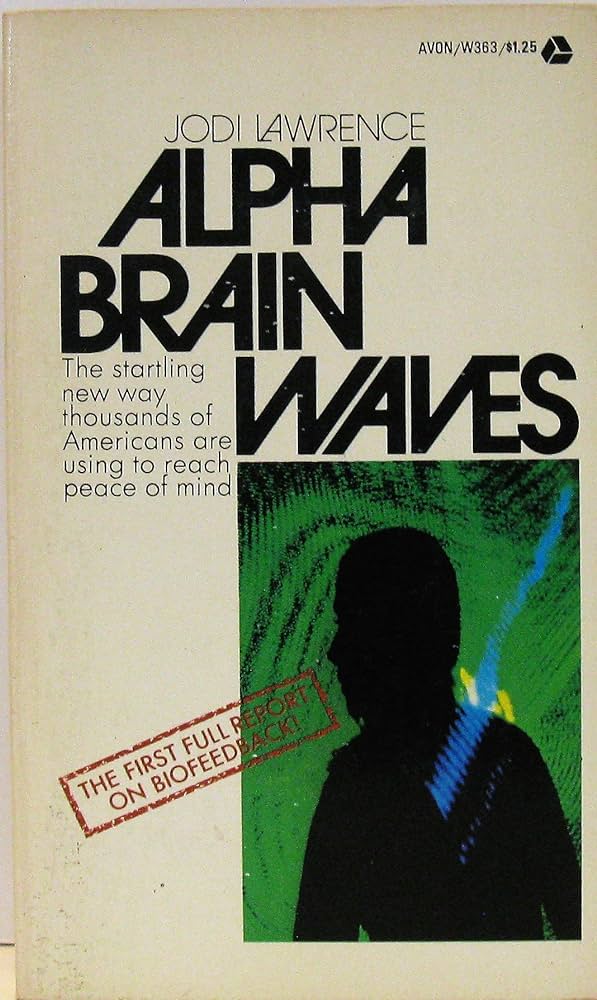 AVON/W363/$1.25
JODI LAWRENCE
ALPHA
BRAIN
WAVES
The startling
new way
thousands of
Americans are
using to reach
peace of mind
THE FIRST FULL REPORT
ON BIOFEEDBACK!